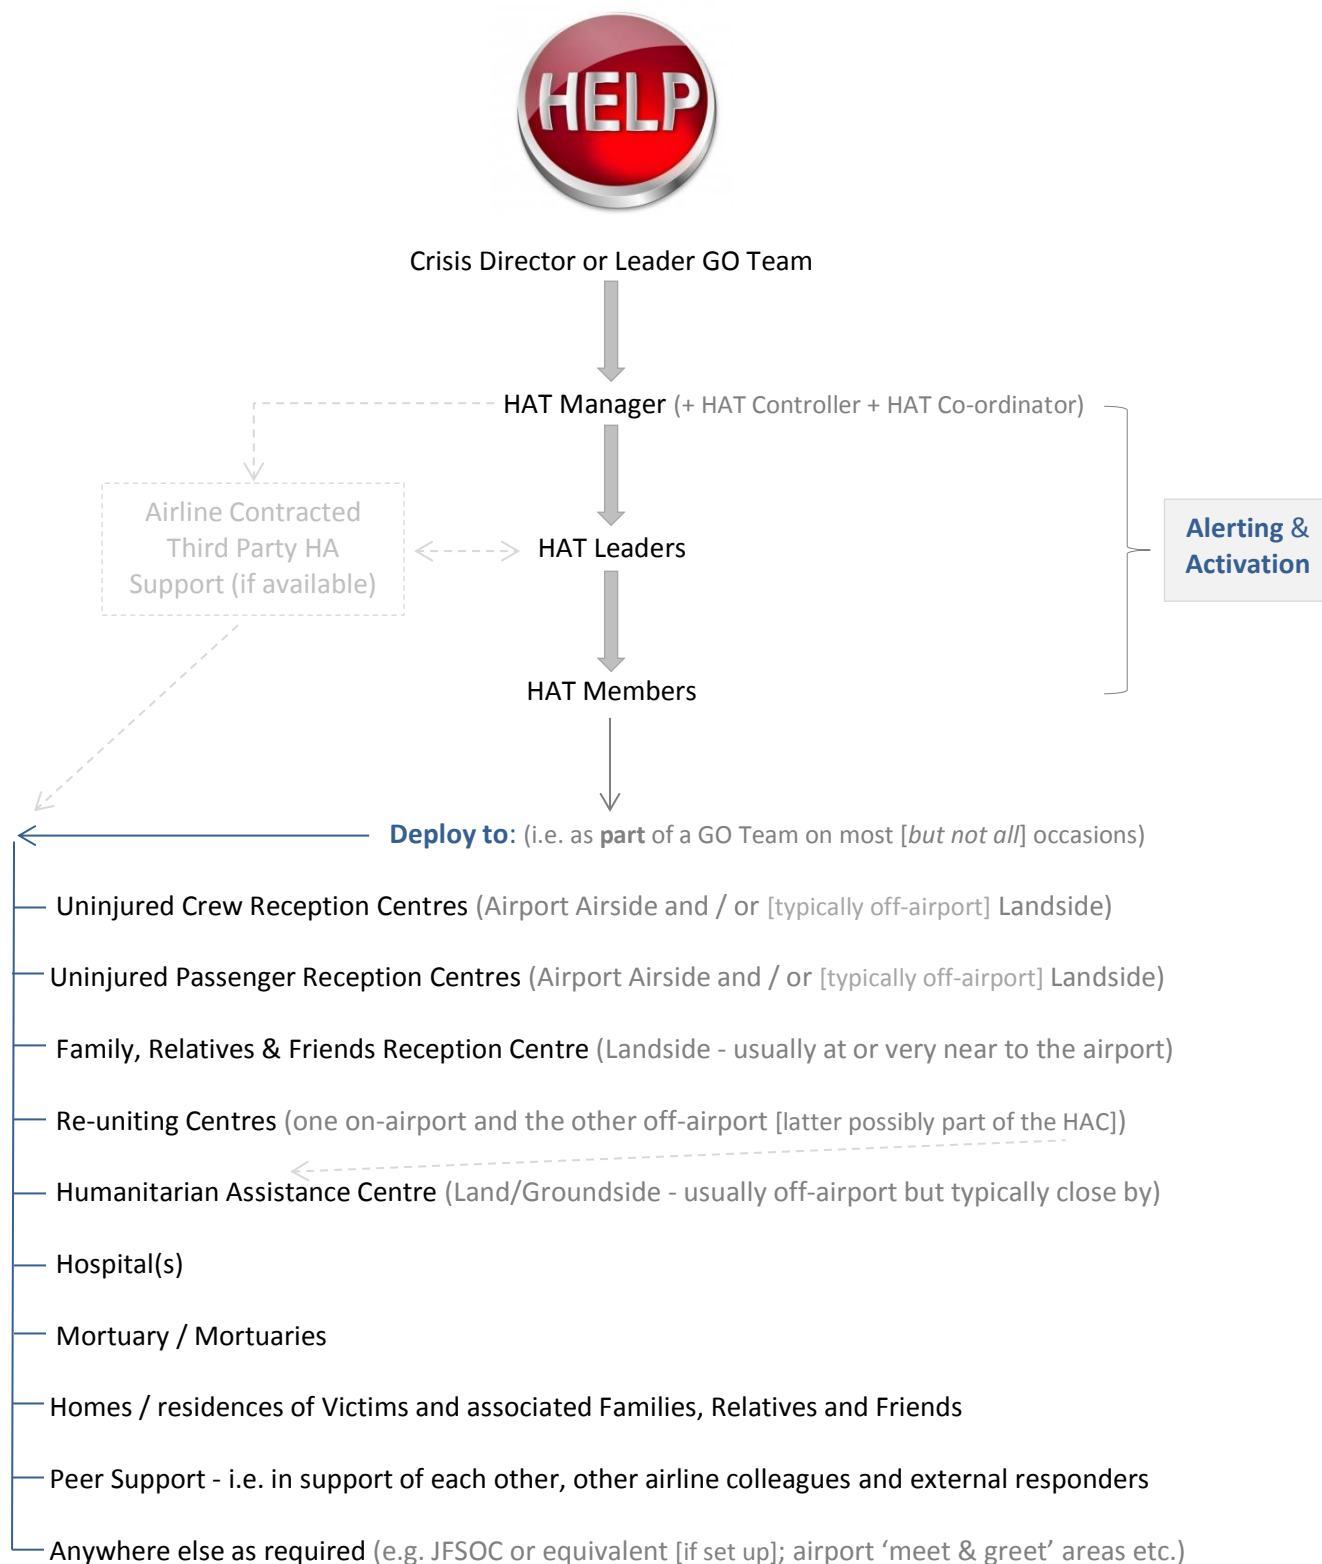 HELP
Crisis Director or Leader GO Team
HAT Manager (+ HAT Controller + HAT Co-ordinator)
Airline Contracted
Third Party HA
Support (if available)
HAT Leaders
Alerting &
Activation
HAT Members
Deploy to: (i.e. as part of a GO Team on most [but not all] occasions)
Uninjured Crew Reception Centres (Airport Airside and / or [typically off-airport] Landside)
Uninjured Passenger Reception Centres (Airport Airside and / or [typically off-airport] Landside)
Family, Relatives & Friends Reception Centre (Landside - usually at or very near to the airport)
Re-uniting Centres (one on-airport and the other off-airport [latter possibly part of the HAC])
Humanitarian Assistance Centre (Land/Groundside - usually off-airport but typically close by)
Hospital(s)
Mortuary / Mortuaries
Homes / residences of Victims and associated Families, Relatives and Friends
Peer Support - i.e. in support of each other, other airline colleagues and external responders
Anywhere else as required (e.g. JFSOC or equivalent [if set up]; airport ‘meet & greet’ areas etc.)